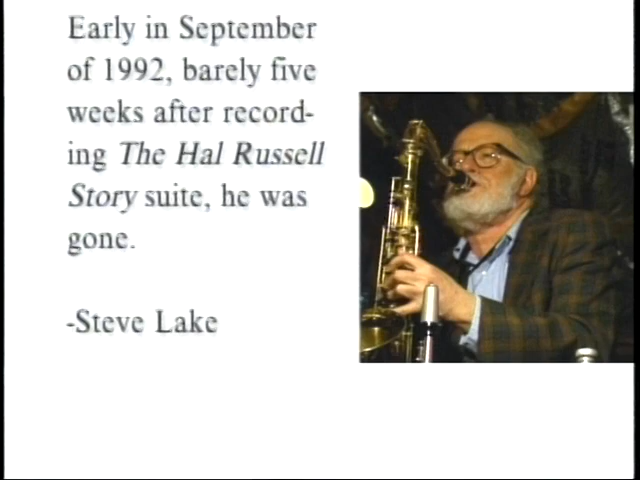 Early in September
of 1992, barely five
weeks after record-
ing The Hal Russell
Story suite, he was
gone.
-Steve Lake